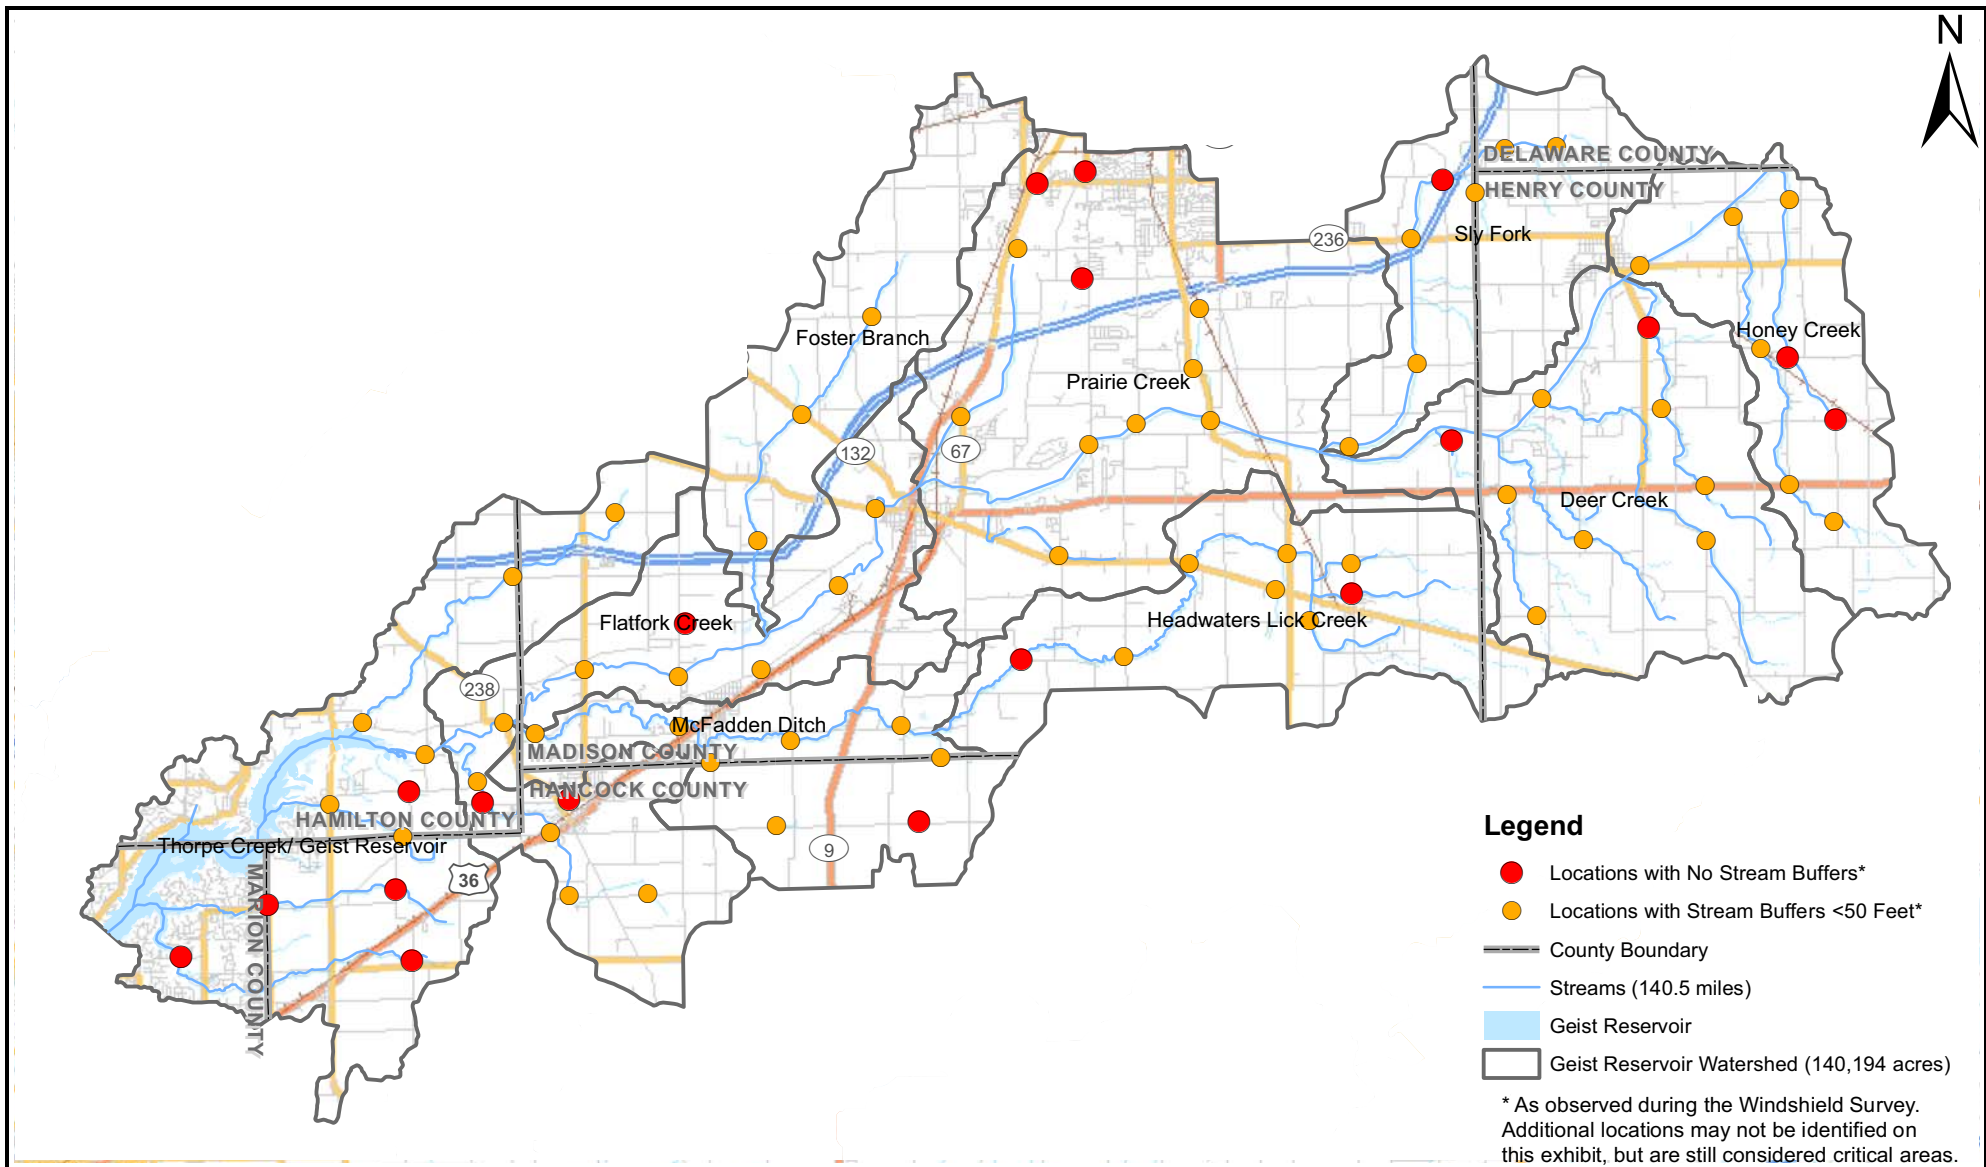 N
DELAWARE COUNTY
HENRY COUNTY
236
Sly Fork
Honey Creek
Foster Branch
Prairie Creek
132
67
Deer Creek
Flatfork Creek
Headwaters Lick Creek
238
McFadden Ditch
MADISON COUNTY
HANCOCK COUNTY
HAMILTON COUNTY
Thorpe Creek/ Geist Reservoir
9
36
MARION COUNTY
Legend
Locations with No Stream Buffers*
Locations with Stream Buffers <50 Feet*
County Boundary
Streams (140.5 miles)
Geist Reservoir
Geist Reservoir Watershed (140,194 acres)
* As observed during the Windshield Survey.
Additional locations may not be identified on
this exhibit, but are still considered critical areas.